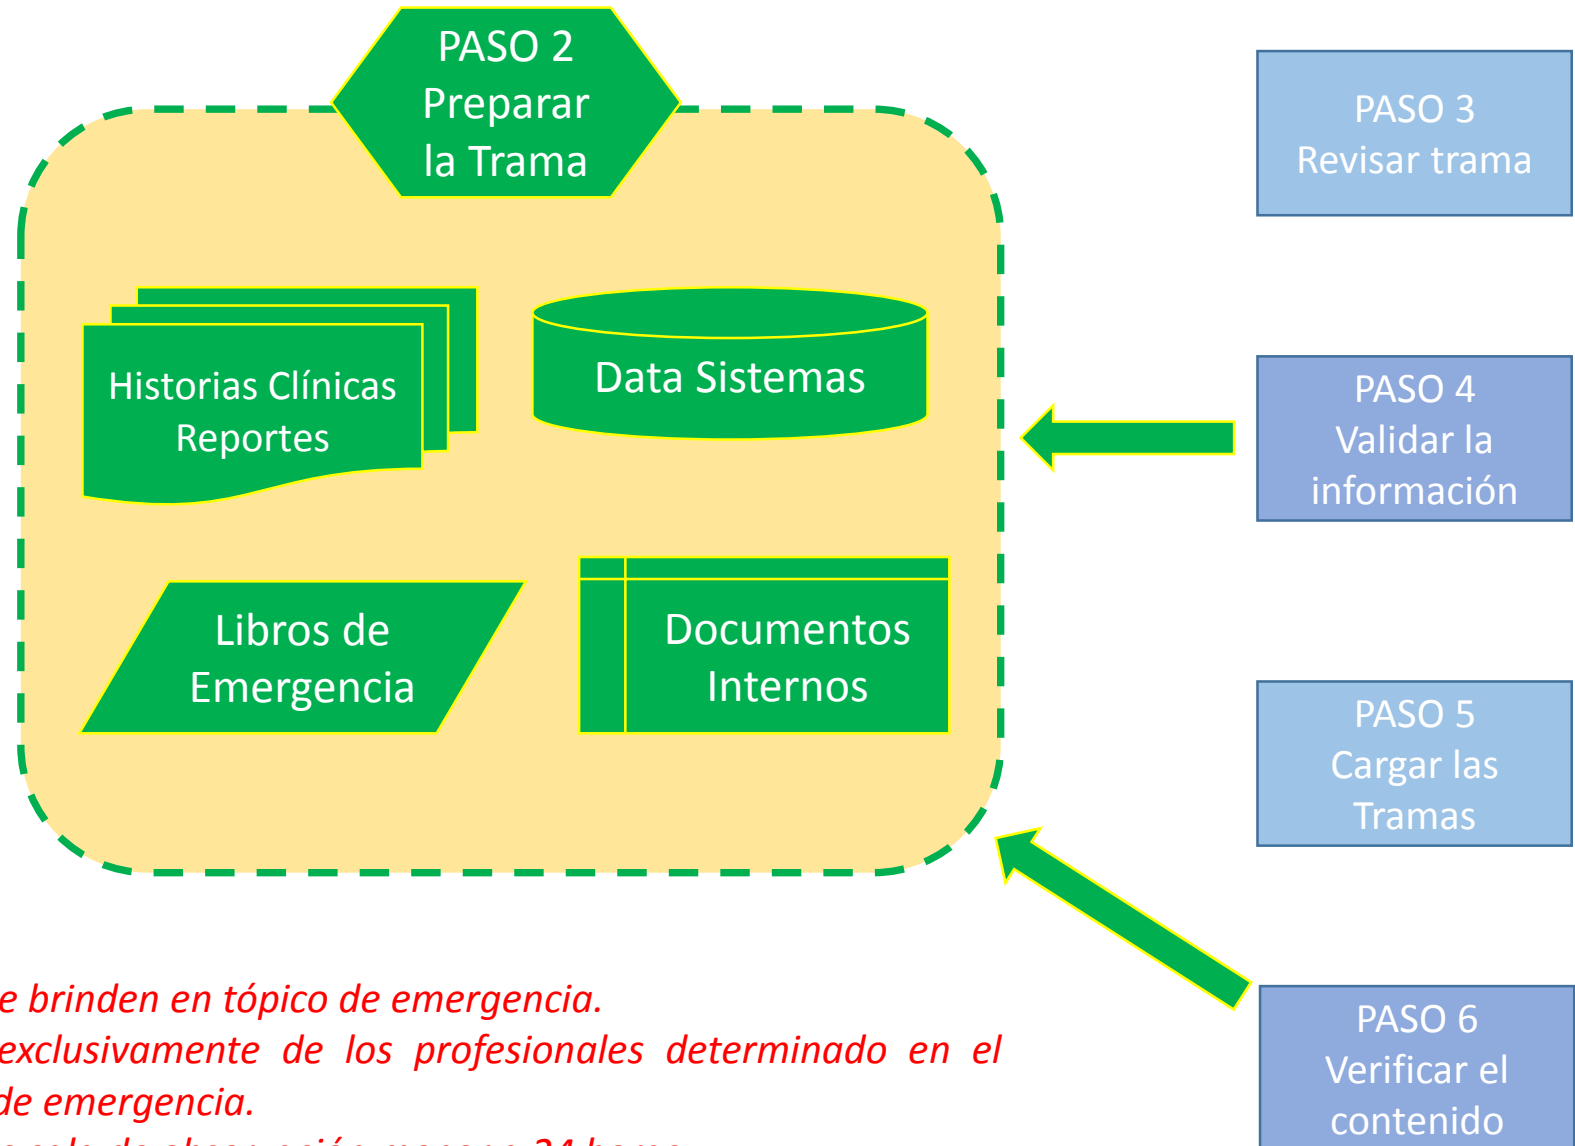 PASO 2
Preparar
la Trama
Historias Clínicas
Reportes
Data Sistemas
Libros de
Emergencia
Documentos
Internos
PASO 3
Revisar trama
PASO 4
Validar la
información
PASO 5
Cargar las
Tramas
PASO 6
Verificar el
contenido
e brinden en tópico de emergencia.
exclusivamente de los profesionales determinado en el
de emergencia.